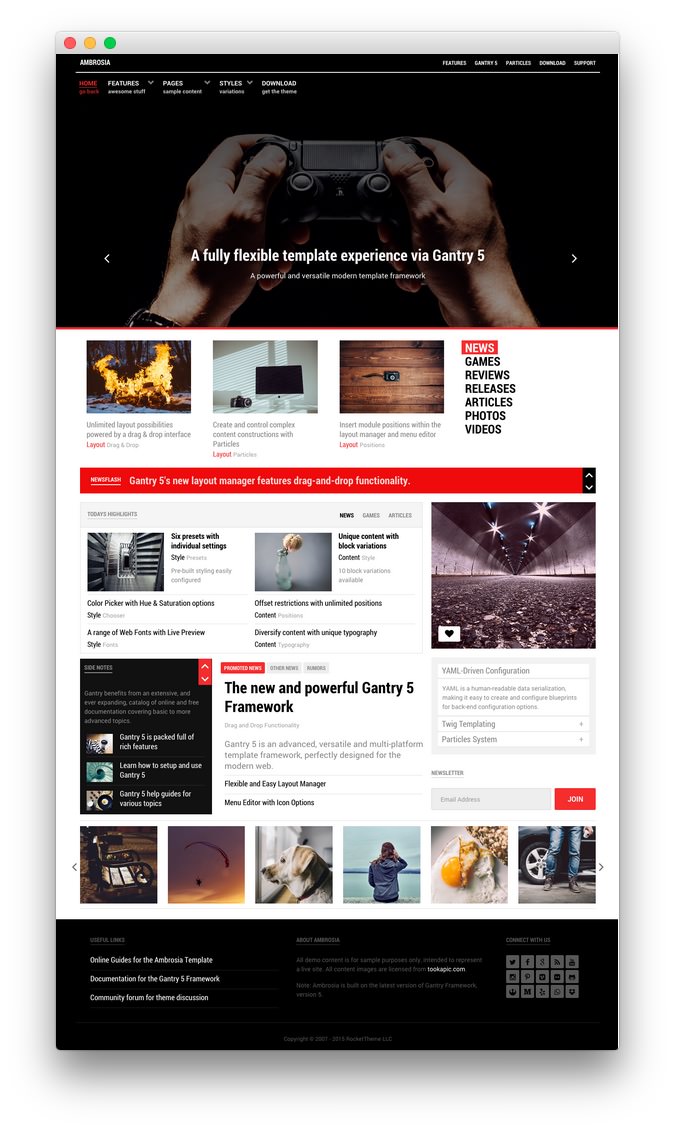 AMBROSIA
FEATURES GANTRY 5 PARTICLES DOWNLOAD SUPPORT
HOME FEATURES PAGES STYLES DOWNLOAD
go back awesome stuff sample content variations get the theme
A fully flexible template experience via Gantry 5
A powerful and versatile modern template framework
Unlimited layout possibilities
powered by a drag & drop interface
Layout Drag & Drop
Create and control complex
content constructions with
Particles
Layout Particles
Insert module positions within the
layout manager and menu editor
Layout Positions
NEWS
GAMES
REVIEWS
RELEASES
ARTICLES
PHOTOS
VIDEOS
NEWSFLASH Gantry 5's new layout manager features drag-and-drop functionality.
TODAYS HIGHLIGHTS
NEWS GAMES ARTICLES
Six presets with
individual settings
Style Presets
Pre-built styling easily
configured
Unique content with
block variations
Content Style
10 block variations
available
Color Picker with Hue & Saturation options
Style Chooser
Offset restrictions with unlimited positions
Content Positions
A range of Web Fonts with Live Preview
Style Fonts
Diversify content with unique typography
Content Typography
SIDE NOTES
Gantry benefits from an extensive, and
ever expanding, catalog of online and free
documentation covering basic to more
advanced topics.
Gantry 5 is packed full of
rich features
Learn how to setup and use
Gantry 5
Gantry 5 help guides for
various topics
PROMOTED NEWS OTHER NEWS RUMORS
The new and powerful Gantry 5
Framework
Drag and Drop Functionality
Gantry 5 is an advanced, versatile and multi-platform
template framework, perfectly designed for the
modern web.
Flexible and Easy Layout Manager
Menu Editor with Icon Options
YAML-Driven Configuration
YAML is a human-readable data serialization,
making it easy to create and configure blueprints
for back-end configuration options.
Twig Templating +
Particles System +
NEWSLETTER
Email Address JOIN
USEFUL LINKS
Online Guides for the Ambrosia Template
Documentation for the Gantry 5 Framework
Community forum for theme discussion
ABOUT AMBROSIA
All demo content is for sample purposes only, intended to represent
a live site. All content images are licensed from tookapic.com.
Note: Ambrosia is built on the latest version of Gantry Framework,
version 5.
CONNECT WITH US
Copyright © 2007 - 2015 RocketTheme LLC